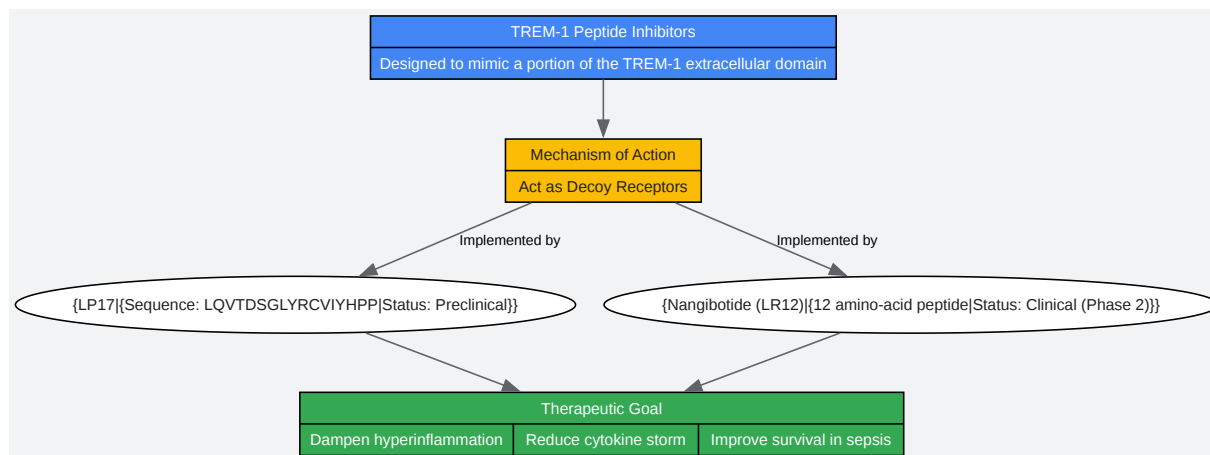 TREM-1 Peptide Inhibitors
Designed to mimic a portion of the TREM-1 extracellular domain
Mechanism of Action
Act as Decoy Receptors
Implemented by
Implemented by
{LP17|{Sequence: LQVTDSGLYRCVIYHPP|Status: Preclinical}}
{Nangibotide (LR12)|{12 amino-acid peptide|Status: Clinical (Phase 2)}}
Therapeutic Goal
Dampen hyperinflammation
Reduce cytokine storm
Improve survival in sepsis